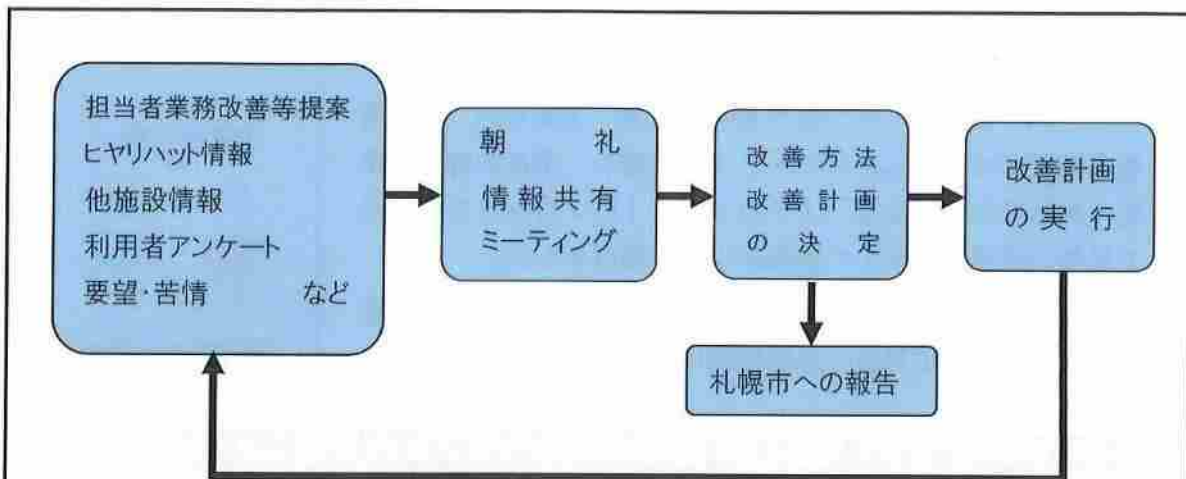 担当者業務改善等提案
ヒヤリハット情報
他施設情報
利用者アンケート
要望・苦情　　など
朝　　礼
情報共有
ミーティング
改善方法
改善計画
の決定
改善計画
の実行
札幌市への報告